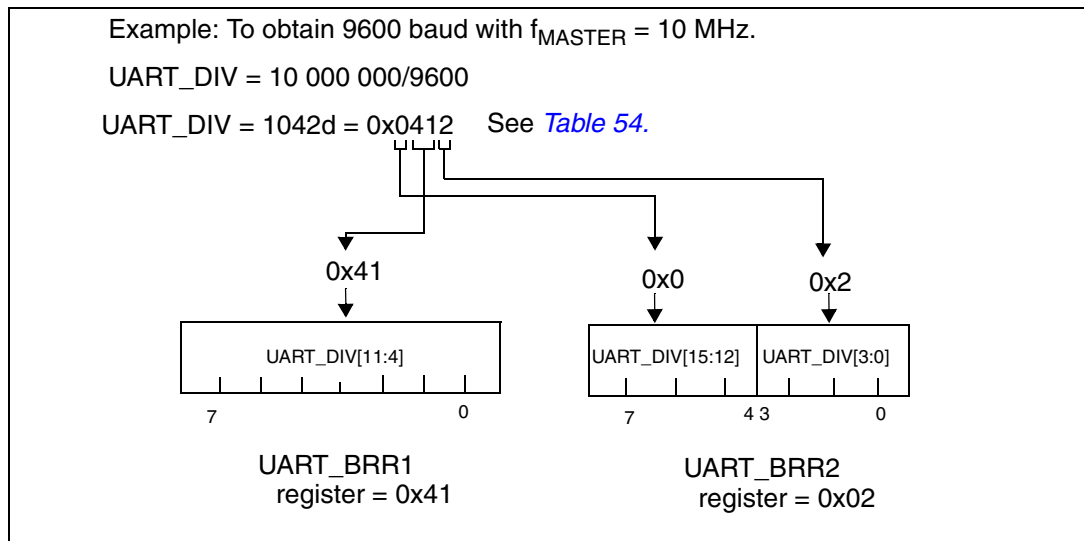 Example: To obtain 9600 baud with fMASTER = 10 MHz.
UART_DIV = 10 000 000/9600
UART_DIV = 1042d = 0x0412 See Table 54.
0x41 0x0 0x2
UART_DIV[11:4] UART_DIV[15:12] UART_DIV[3:0]
7 0 7 4 3 0
UART_BRR1 UART_BRR2
register = 0x41 register = 0x02